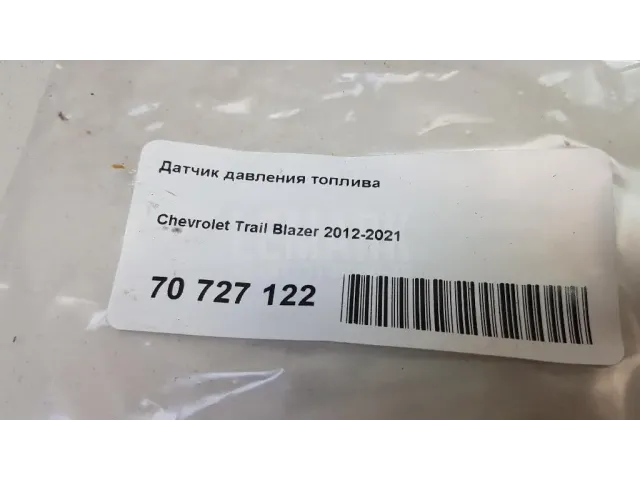 Датчик давления топлива
Chevrolet Trail Blazer 2012-2021
70 727 122